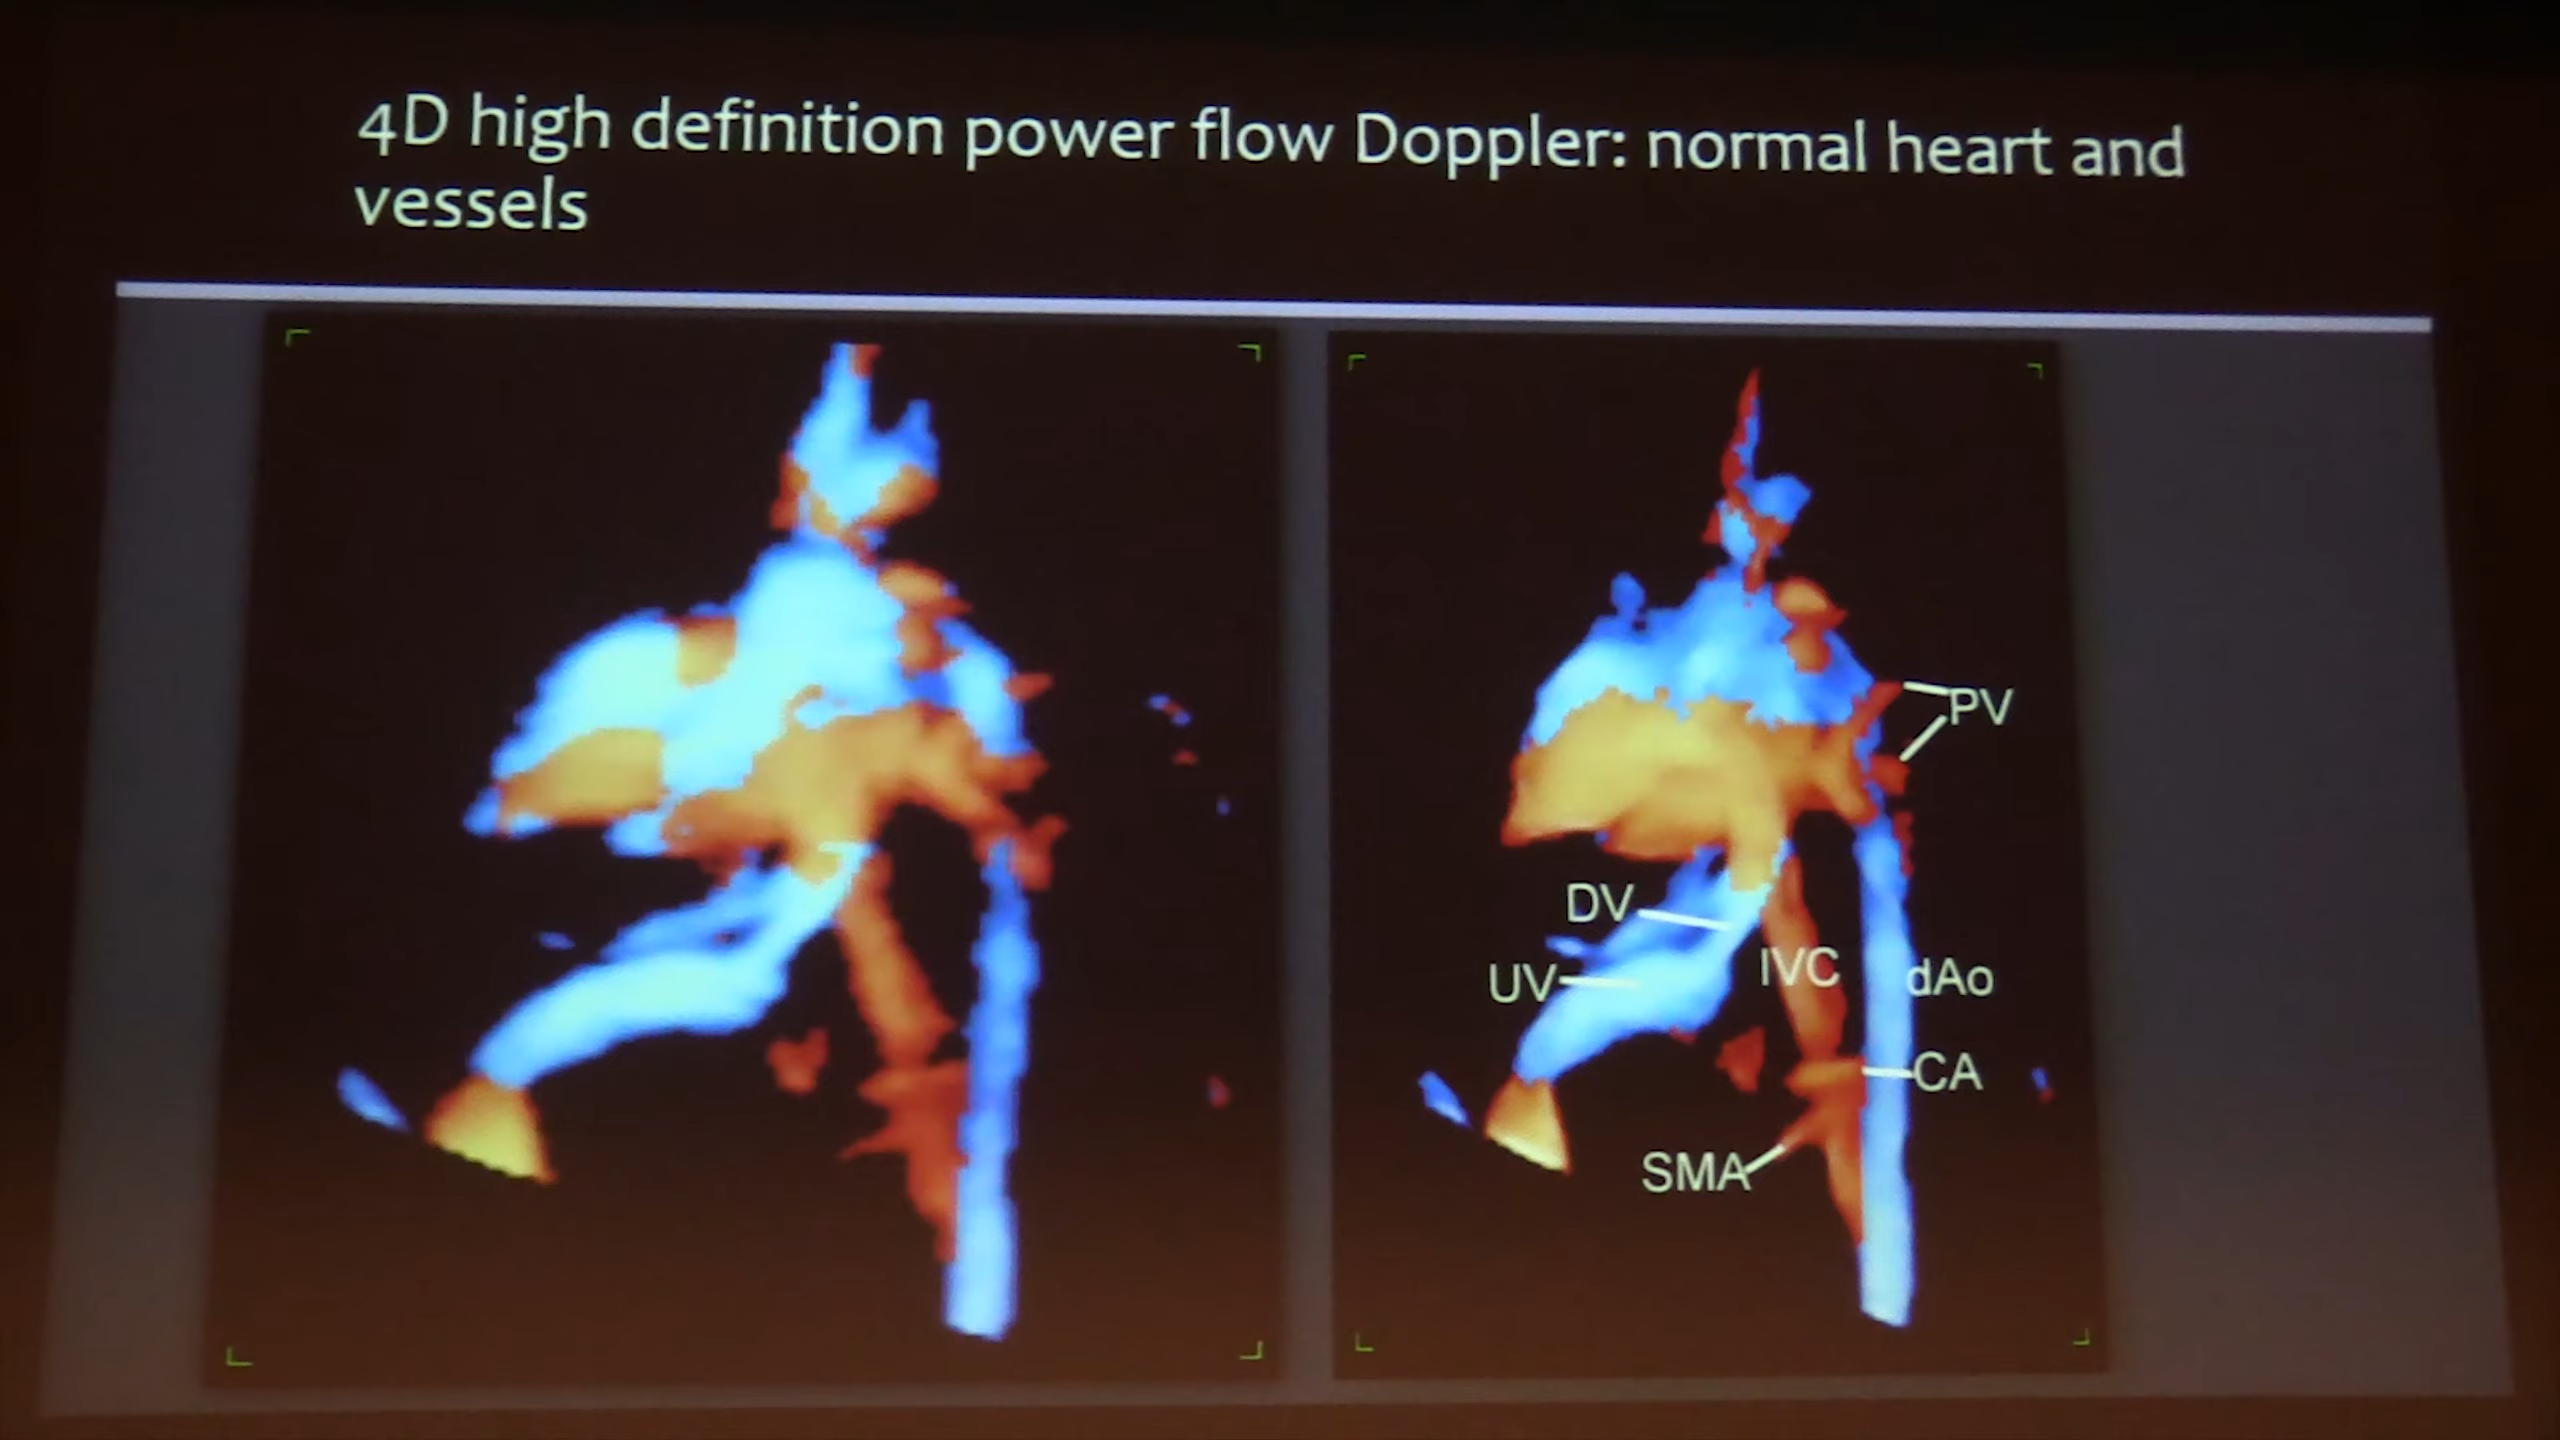 4D high definition power flow Doppler: normal heart and
vessels
PV
DV
IVC
UV
dAo
CA
SMA